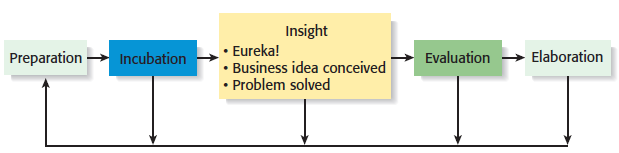 Preparation
Incubation
Insight
• Eureka!
• Business idea conceived
• Problem solved
Evaluation
Elaboration